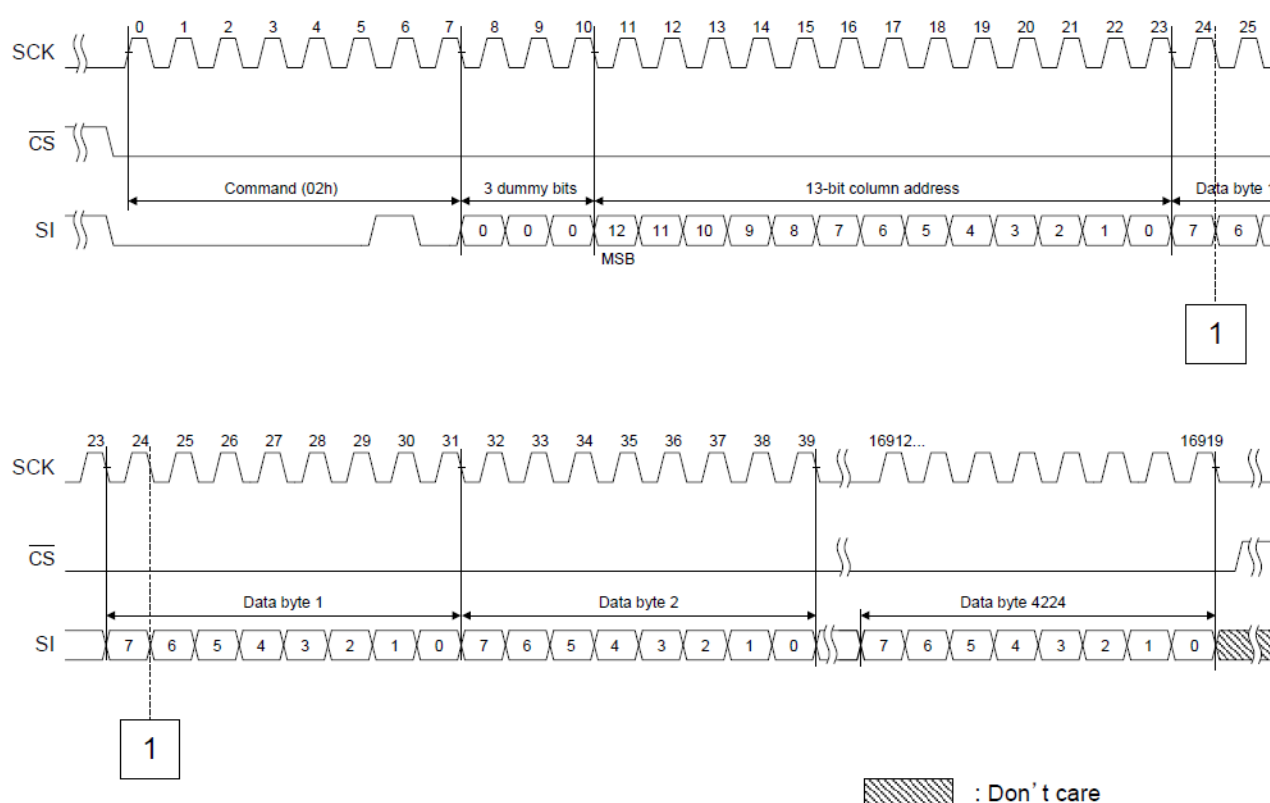 0 1 2 3 4 5 6 7 8 9 10 11 12 13 14 15 16 17 18 19 20 21 22 23 24 25
SCK
CS
Command (02h) 3 dummy bits 13-bit column address Data byte 1
SI 0 0 0 12 11 10 9 8 7 6 5 4 3 2 1 0 7 6
MSB
1
23 24 25 26 27 28 29 30 31 32 33 34 35 36 37 38 39 16912... 16919
SCK
CS
Data byte 1 Data byte 2 Data byte 4224
SI 7 6 5 4 3 2 1 0 7 6 5 4 3 2 1 0 7 6 5 4 3 2 1 0
1
: Don't care